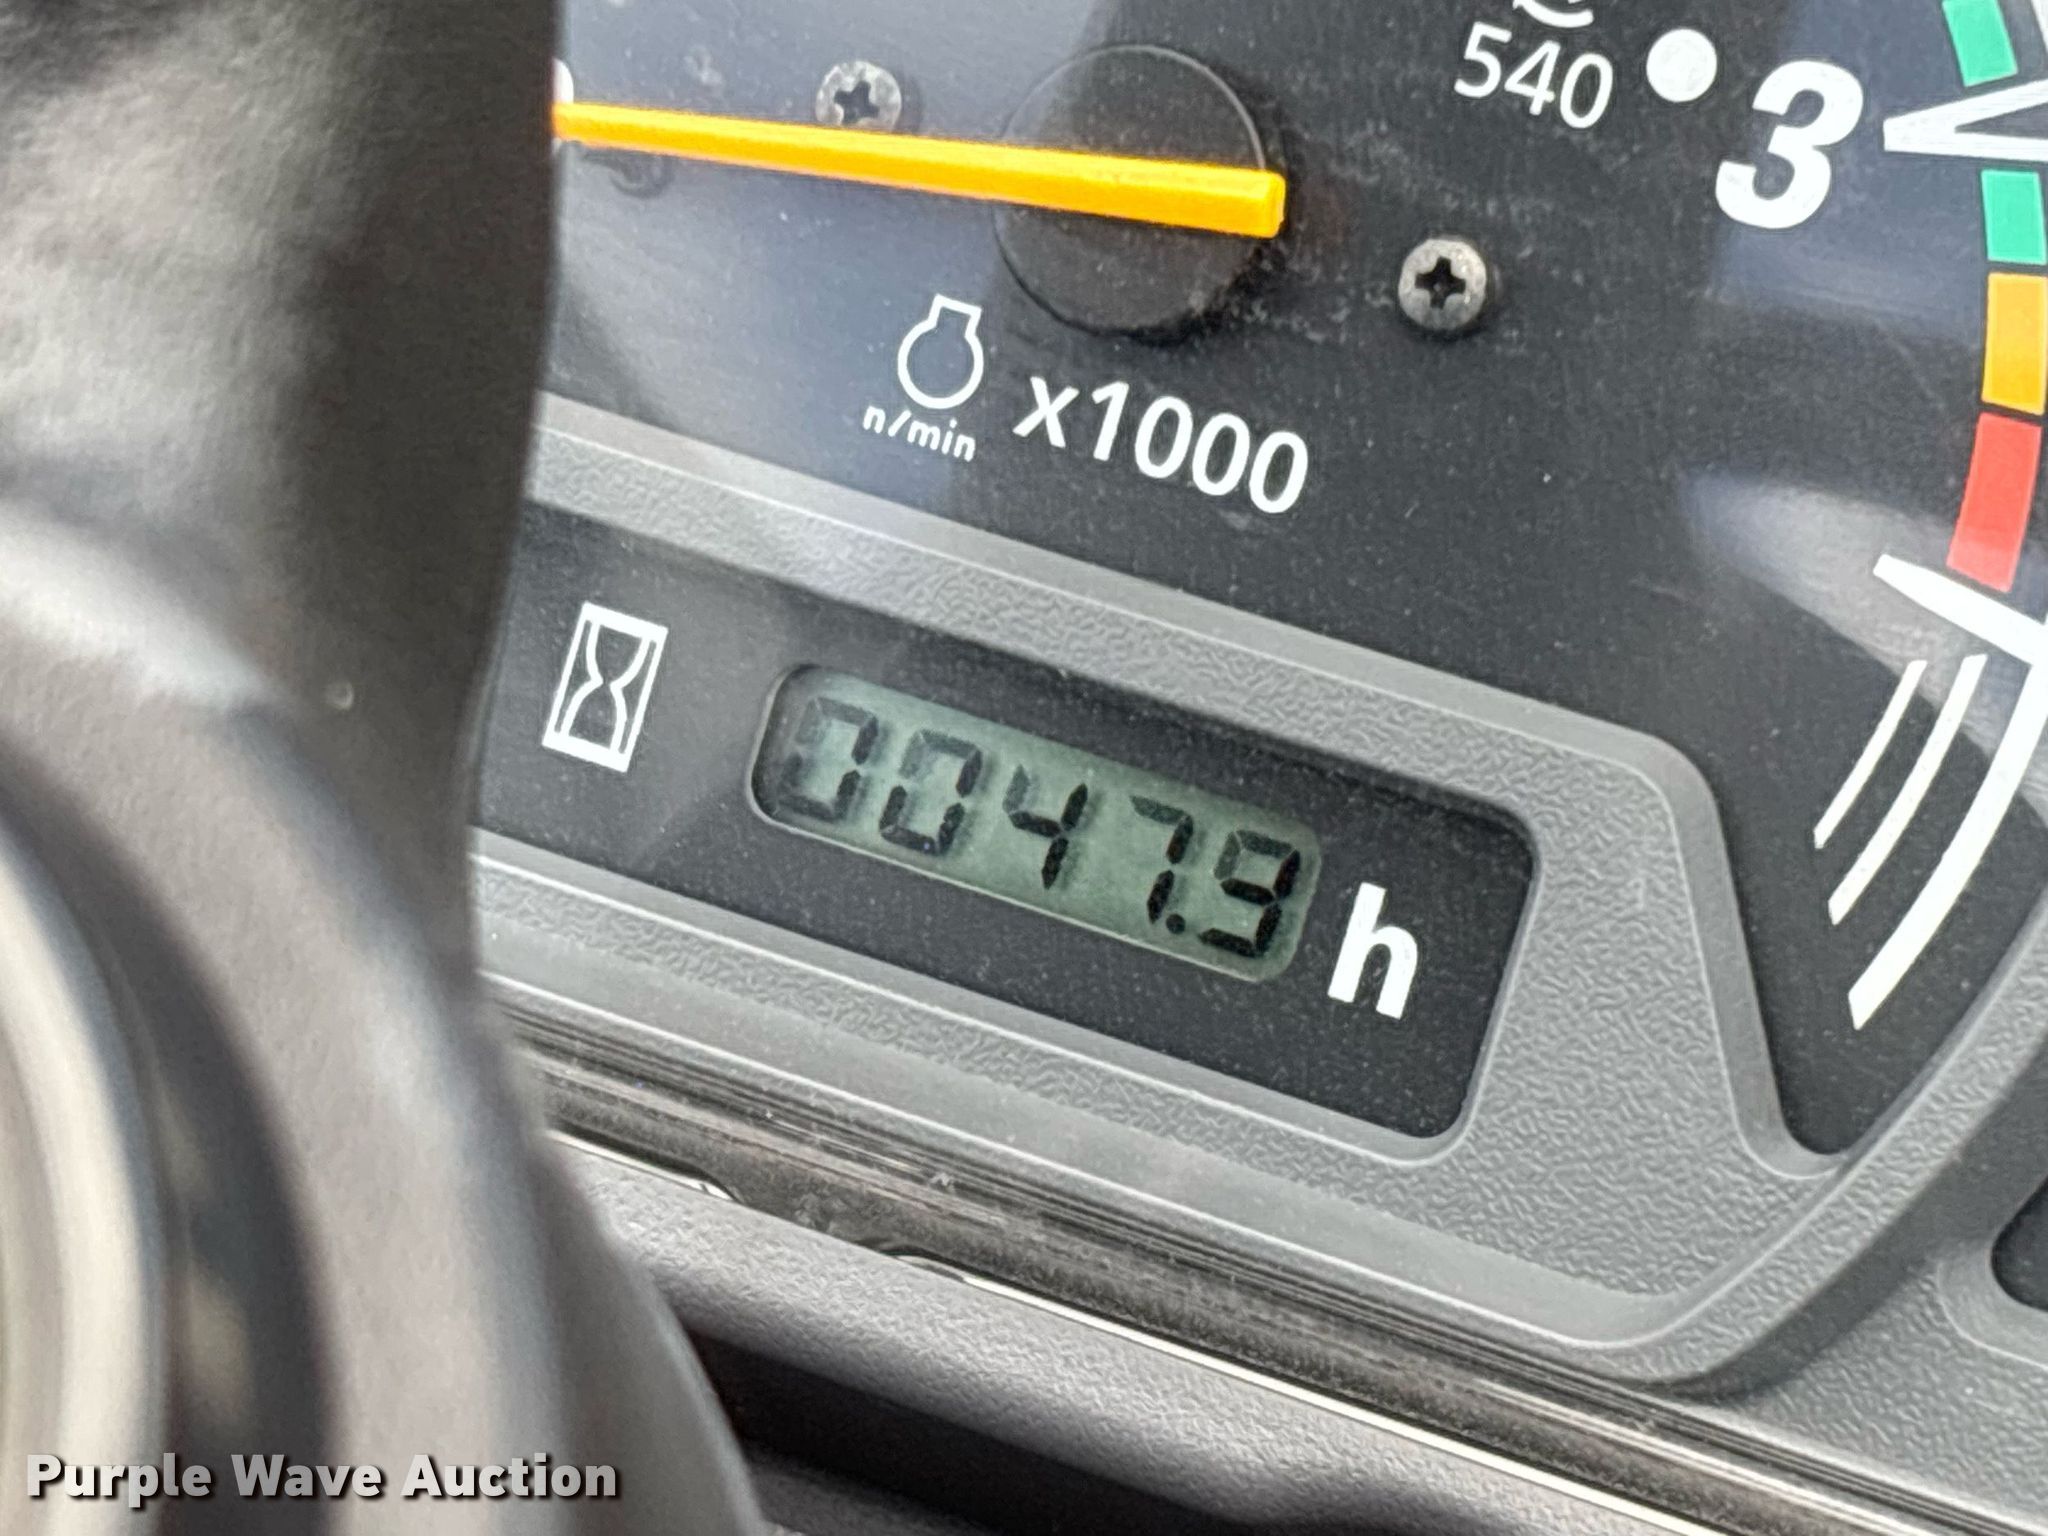 540
3
n/min x1000
0047.9 h
Purple Wave Auction